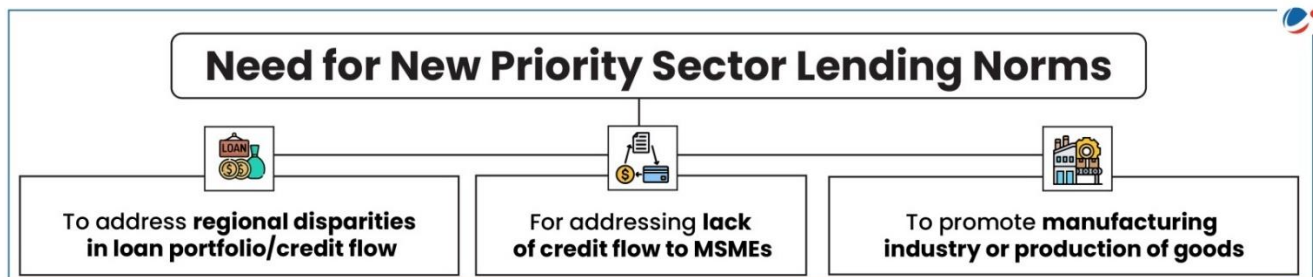 Need for New Priority Sector Lending Norms
LOAN
To address regional disparities
in loan portfolio/credit flow
For addressing lack
of credit flow to MSMEs
To promote manufacturing
industry or production of goods